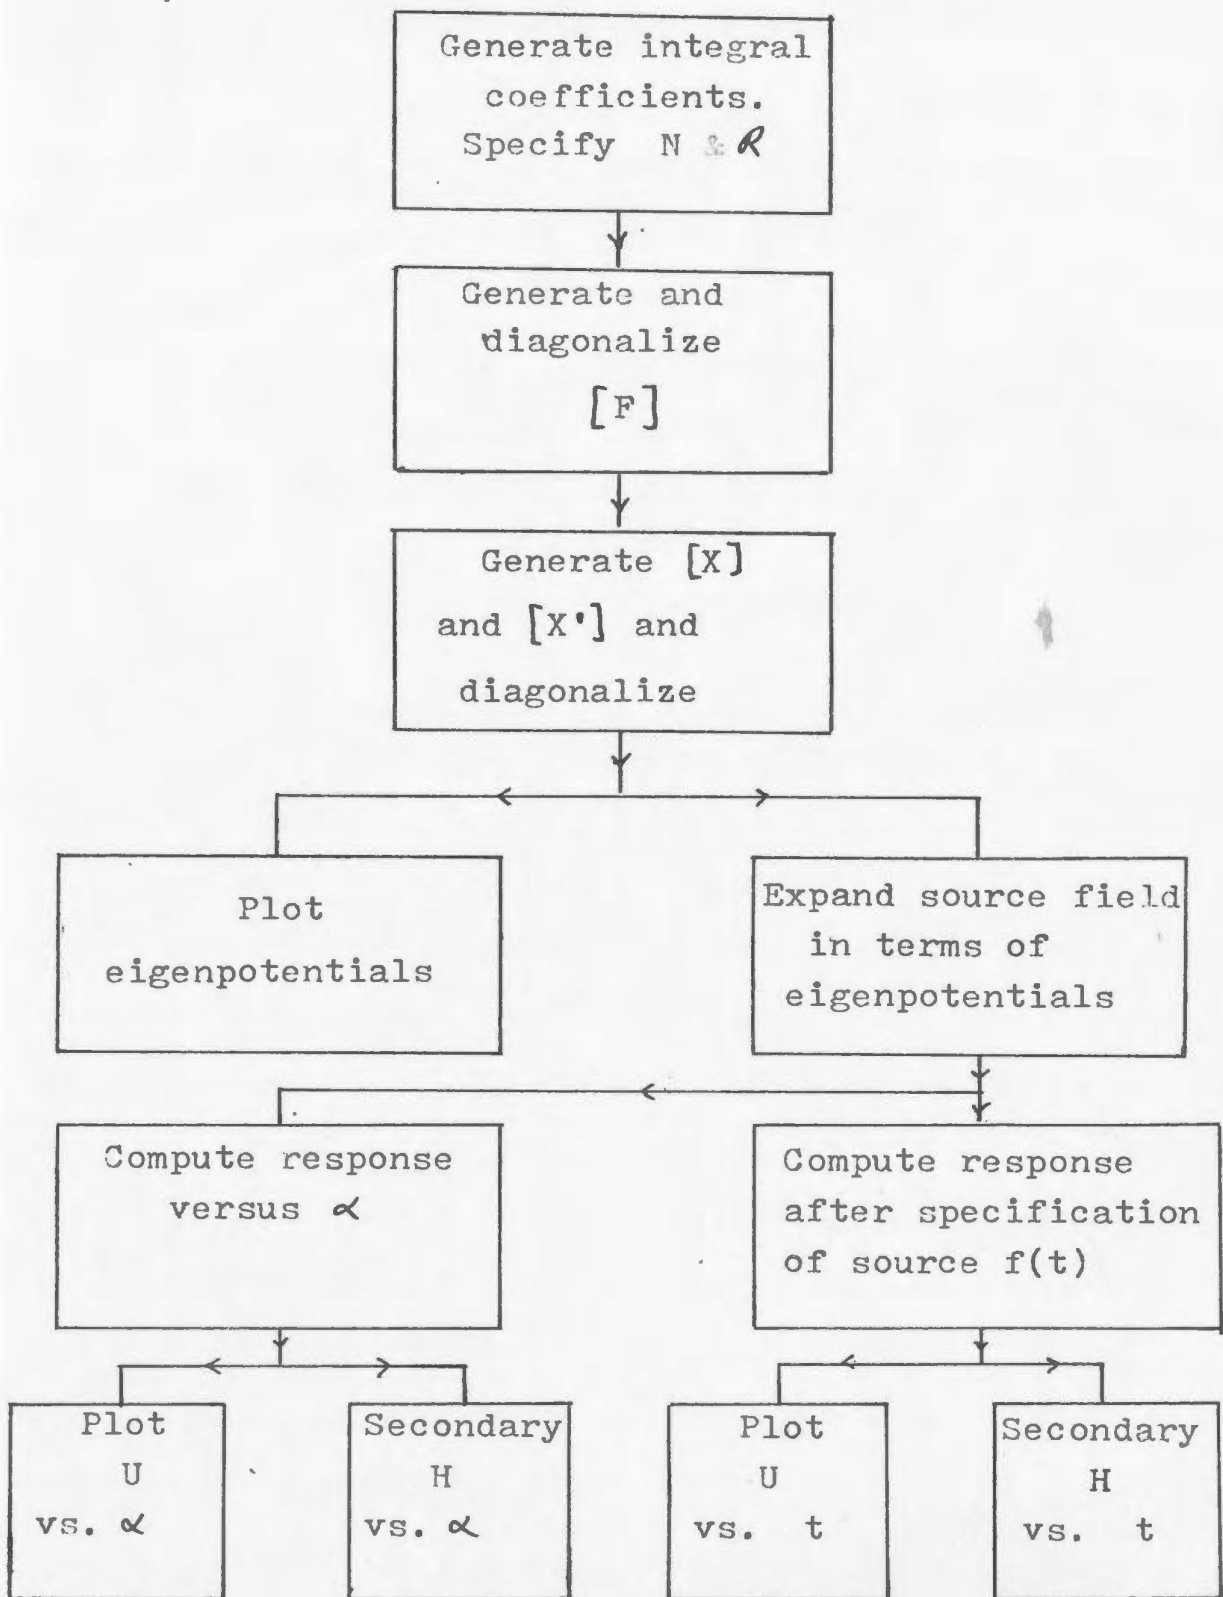 Generate integral
coefficients.
Specify N & R
Generate and
diagonalize
[F]
Generate [X]
and [X'] and
diagonalize
Plot
eigenpotentials
Expand source field
in terms of
eigenpotentials
Compute response
versus α
Compute response
after specification
of source f(t)
Plot
U
vs. α
Secondary
H
vs. α
Plot
U
vs. t
Secondary
H
vs. t